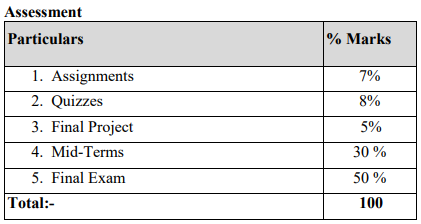 Assessment
Particulars % Marks
1. Assignments 7%
2. Quizzes 8%
3. Final Project 5%
4. Mid-Terms 30 %
5. Final Exam 50 %
Total:- 100